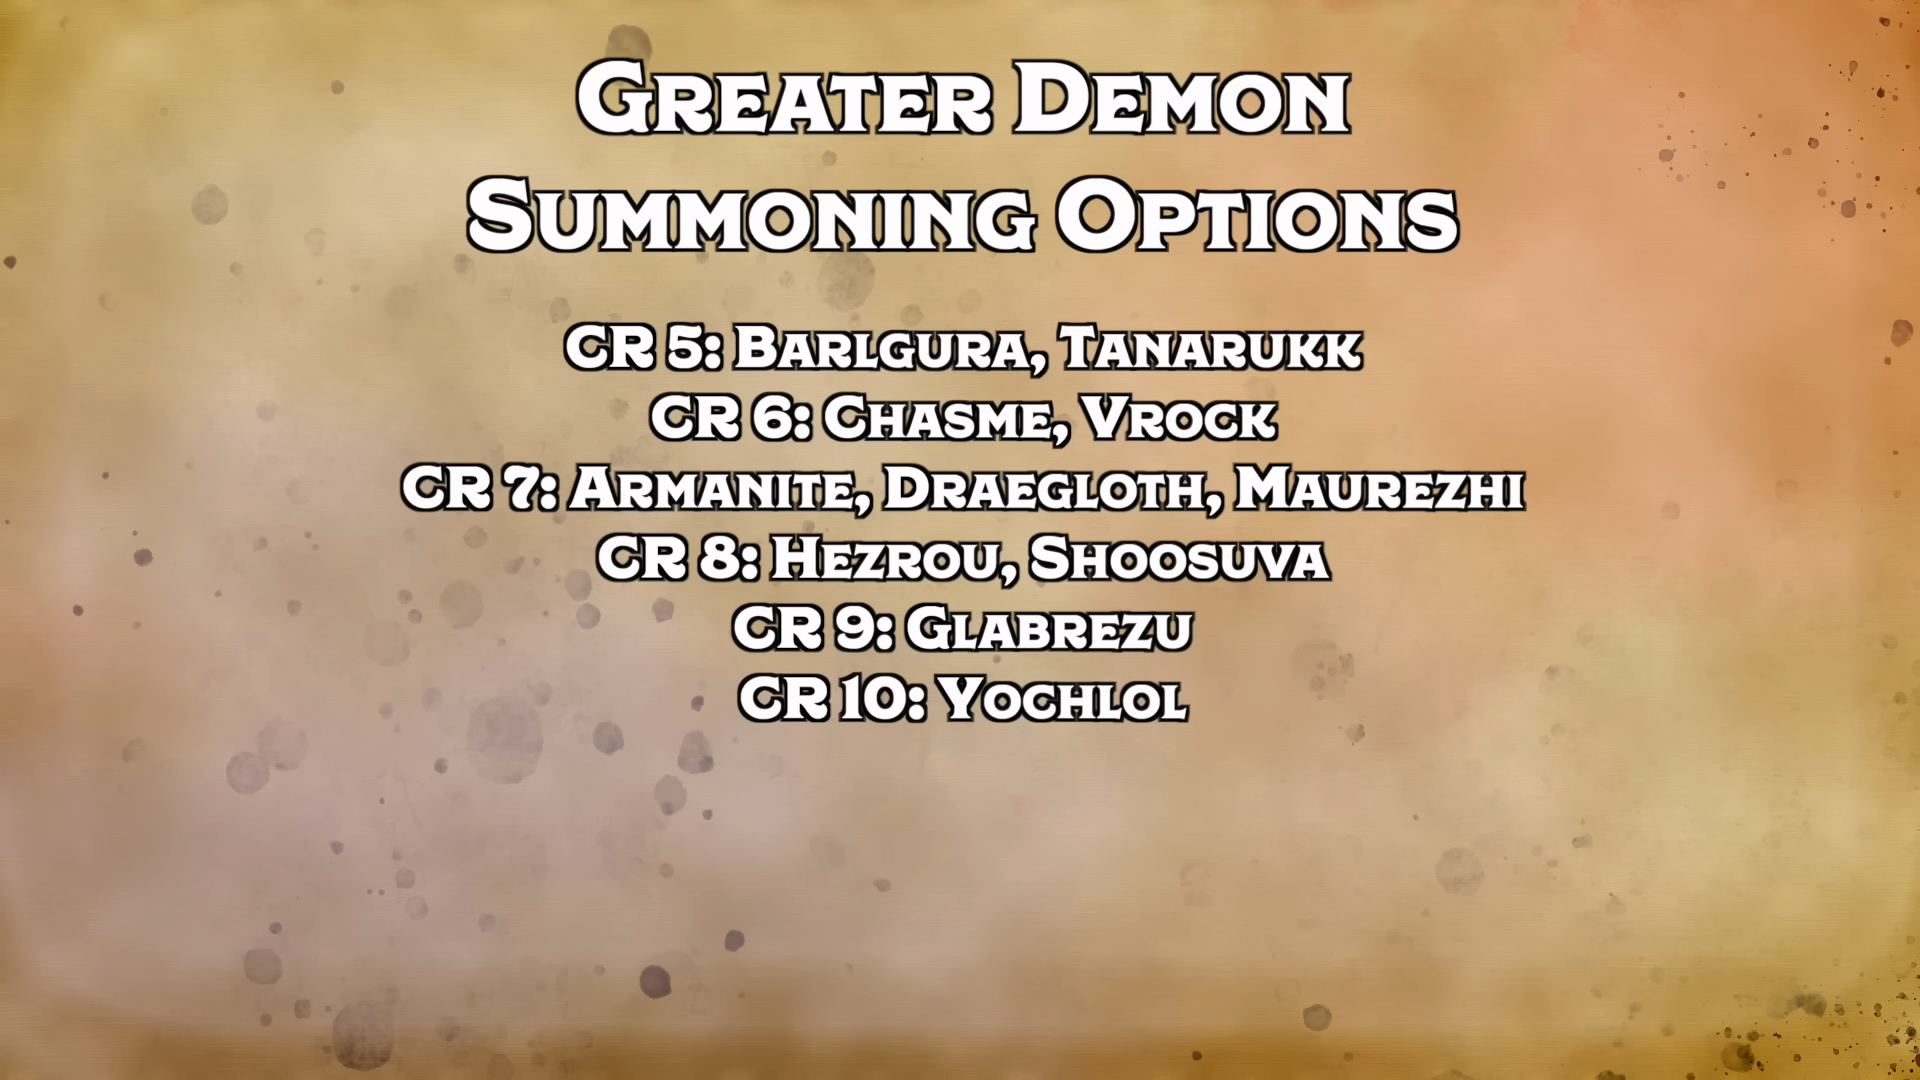 Greater Demon
Summoning Options
CR 5: Barlgura, Tanarukk
CR 6: Chasme, Vrock
CR 7: Armanite, Draegloth, Maurezhi
CR 8: Hezrou, Shoosuva
CR 9: Glabrezu
CR 10: Yochlol